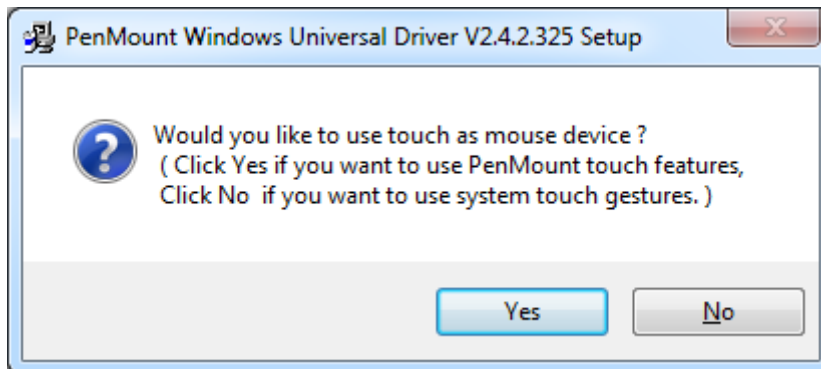 PenMount Windows Universal Driver V2.4.2.325 Setup
Would you like to use touch as mouse device ?
( Click Yes if you want to use PenMount touch features,
Click No  if you want to use system touch gestures. )
Yes
No